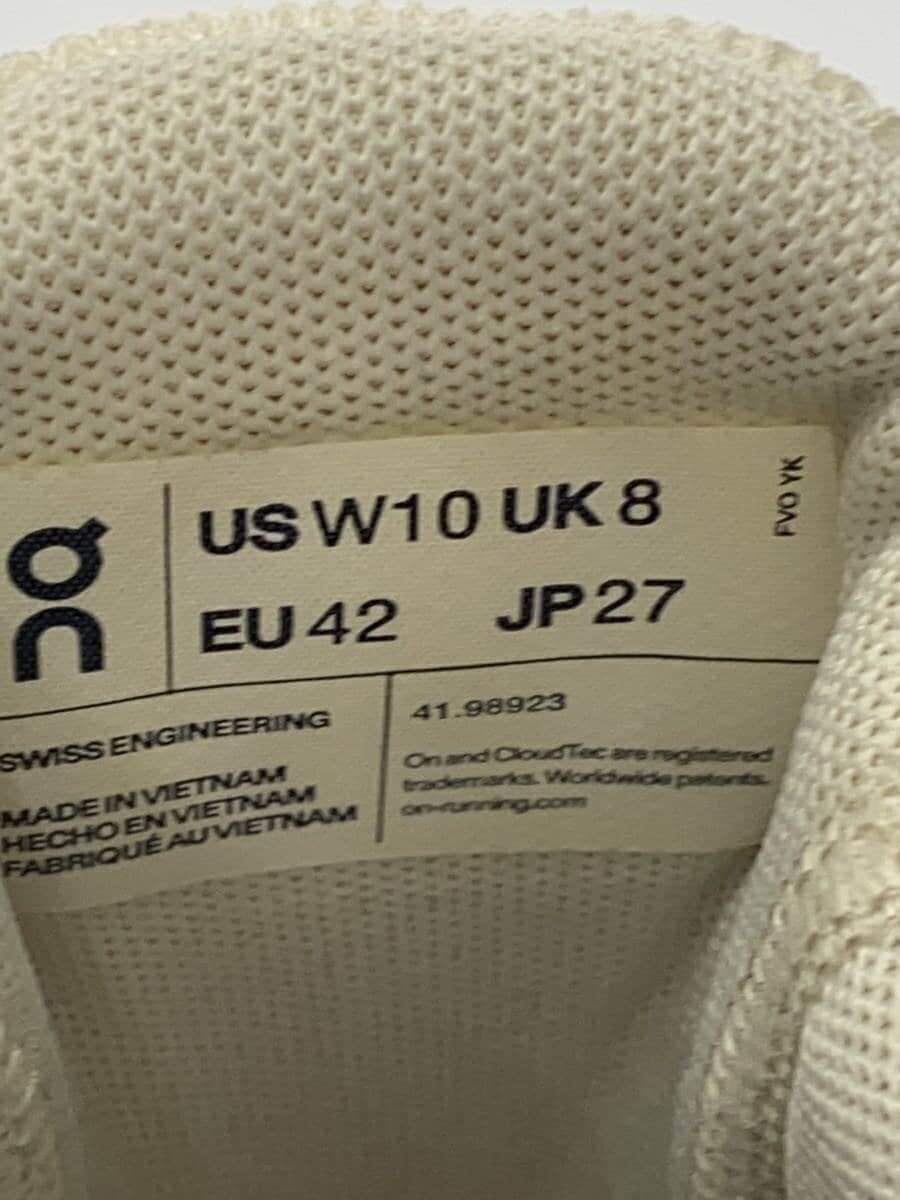 on
US W10 UK 8
EU 42 JP 27
FVO YK
SWISS ENGINEERING
MADE IN VIETNAM
HECHO EN VIETNAM
FABRIQUÉ AU VIETNAM
41.98923
On and CloudTec are registered
trademarks. Worldwide patents.
on-running.com